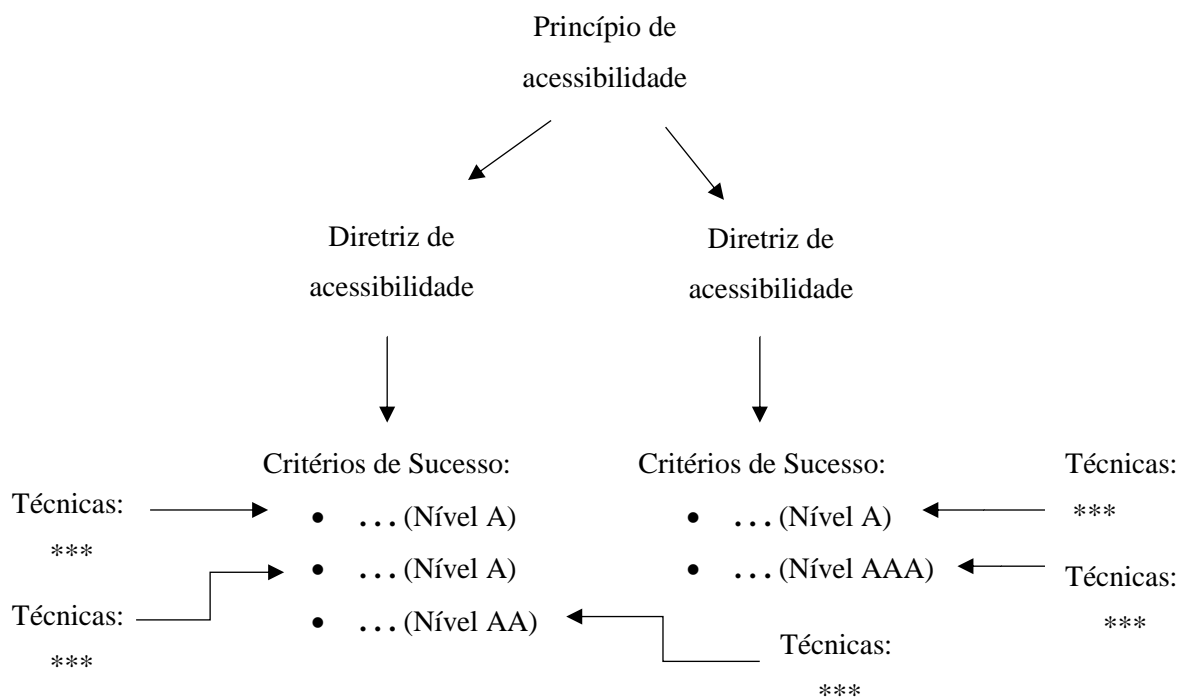 Princípio de
acessibilidade
Diretriz de
acessibilidade
Diretriz de
acessibilidade
Critérios de Sucesso:
• ... (Nível A)
• ... (Nível A)
• ... (Nível AA)
Critérios de Sucesso:
• ... (Nível A)
• ... (Nível AAA)
Técnicas:
***
Técnicas:
***
Técnicas:
***
Técnicas:
***
Técnicas:
***